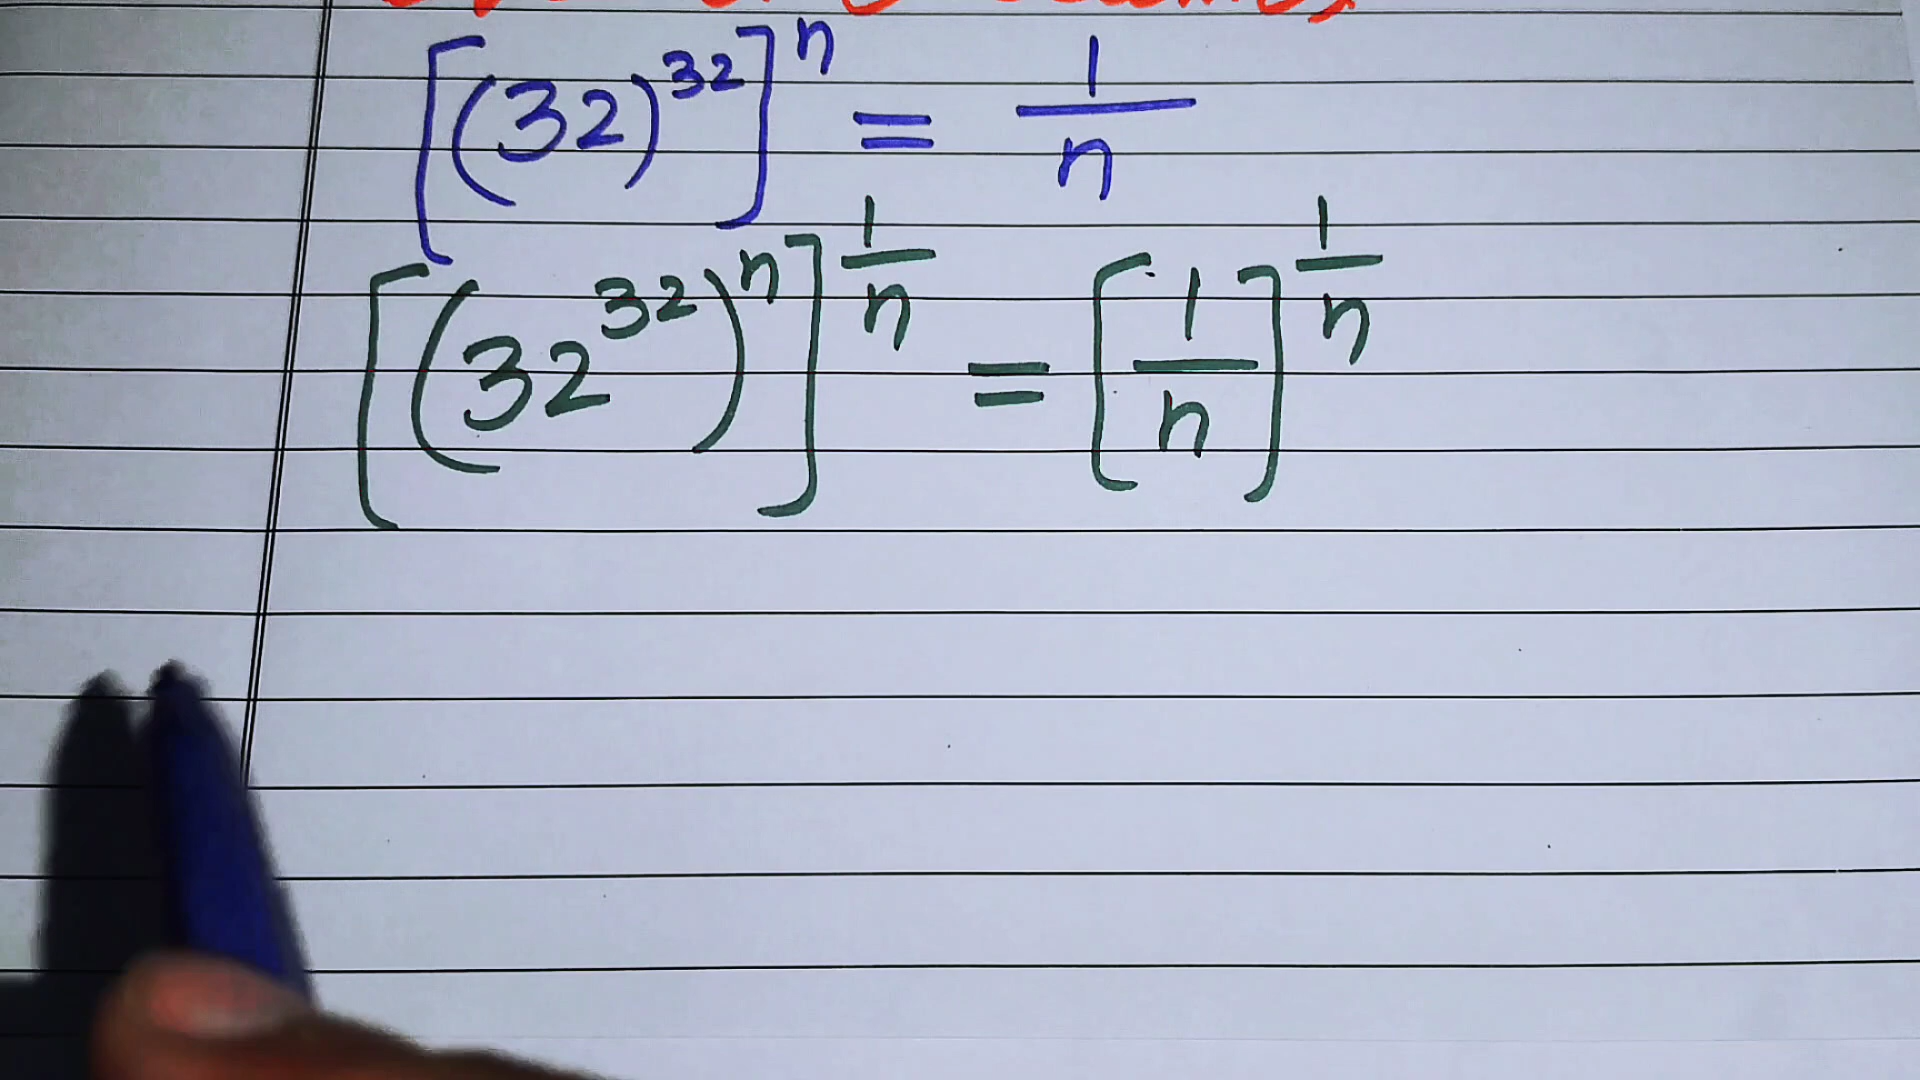 [(32)^32]^n = 1/n
[(32^32)^n]^(1/n) = [1/n]^(1/n)